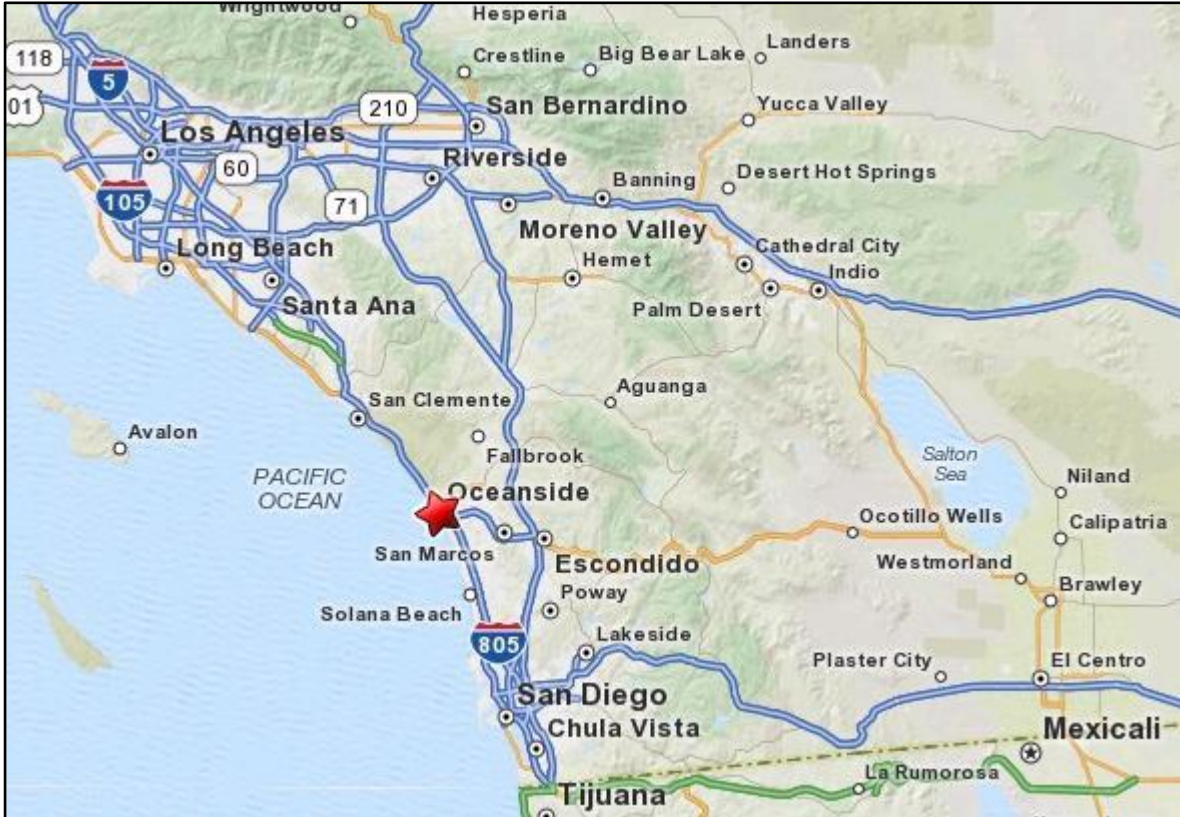 Wrightwood
Hesperia
118
5
Crestline
Big Bear Lake
Landers
01
210
San Bernardino
Yucca Valley
Los Angeles
60
Riverside
Banning
Desert Hot Springs
105
71
Moreno Valley
Long Beach
Hemet
Cathedral City
Indio
Santa Ana
Palm Desert
San Clemente
Aguanga
Avalon
Fallbrook
PACIFIC
OCEAN
Salton
Sea
Niland
Oceanside
Ocotillo Wells
Calipatria
San Marcos
Escondido
Westmorland
Brawley
Solana Beach
Poway
805
Lakeside
Plaster City
El Centro
San Diego
Chula Vista
Mexicali
La Rumorosa
Tijuana